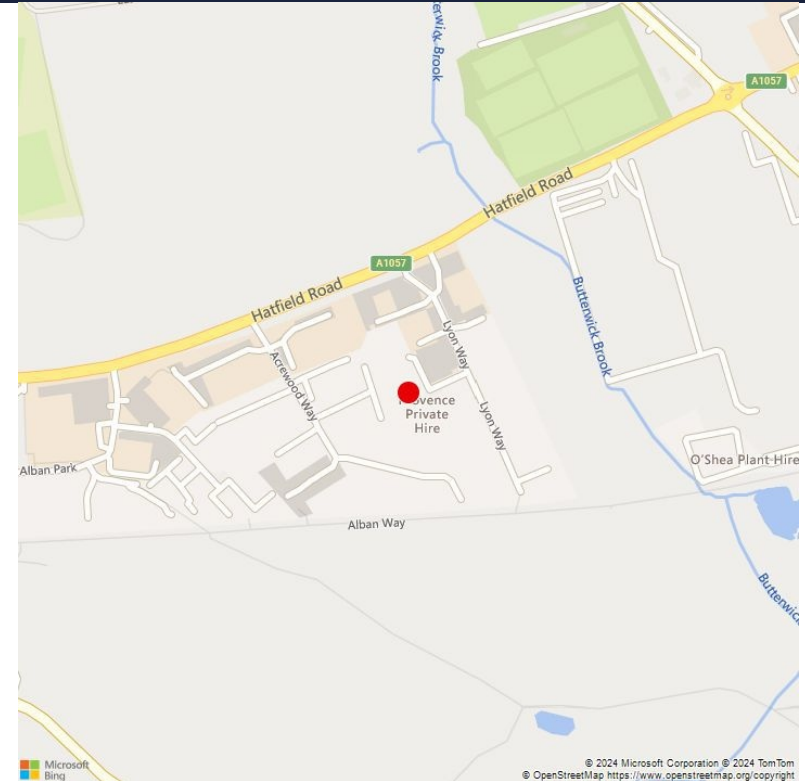 Butterwick Brook
A1057
Hatfield Road
A1057
Hatfield Road
Butterwick Brook
Lyon Way
Acrewood Way
Private
Hire
Lyon Way
O'Shea Plant Hire
Alban Park
Alban Way
Microsoft
Bing
© 2024 Microsoft Corporation © 2024 TomTom
© OpenStreetMap https://www.openstreetmap.org/copyright